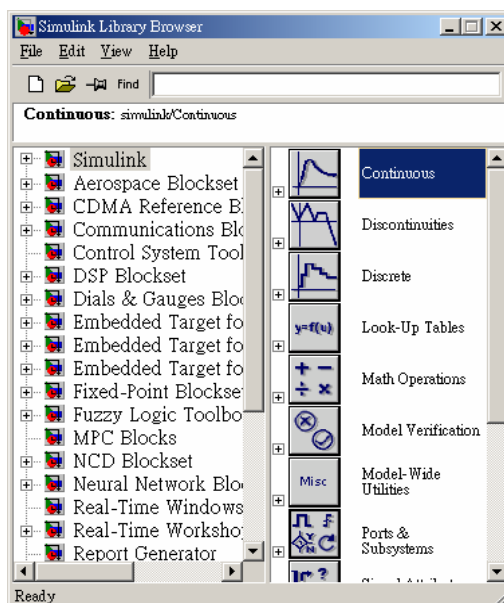 Simulink Library Browser
File Edit View Help
Find
Continuous: simulink/Continuous
Simulink
Aerospace Blockset
CDMA Reference Bl
Communications Blo
Control System Tool
DSP Blockset
Dials & Gauges Bloc
Embedded Target fo
Embedded Target fo
Embedded Target fo
Fixed-Point Blockse
Fuzzy Logic Toolbo
MPC Blocks
NCD Blockset
Neural Network Blo
Real-Time Windows
Real-Time Worksho
Report Generator
Continuous
Discontinuities
Discrete
y=f(u)
Look-Up Tables
Math Operations
Model Verification
Misc
Model-Wide
Utilities
Ports &
Subsystems
Ready